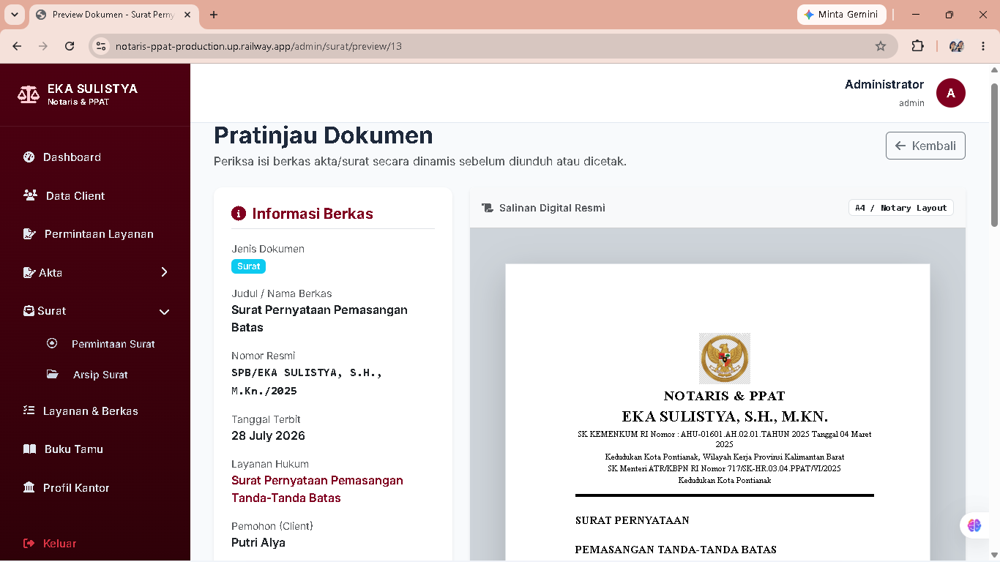 Preview Dokumen - Surat Perny
Minta Gemini
notaris-ppat-production.up.railway.app/admin/surat/preview/13
EKA SULISTYA
Notaris & PPAT
Dashboard
Data Client
Permintaan Layanan
Akta
Surat
Permintaan Surat
Arsip Surat
Layanan & Berkas
Buku Tamu
Profil Kantor
Keluar
Administrator
admin
A
Pratinjau Dokumen
Periksa isi berkas akta/surat secara dinamis sebelum diunduh atau dicetak.
Kembali
Informasi Berkas
Jenis Dokumen
Surat
Judul / Nama Berkas
Surat Pernyataan Pemasangan
Batas
Nomor Resmi
SPB/EKA SULISTYA, S.H.,
M.Kn./2025
Tanggal Terbit
28 July 2026
Layanan Hukum
Surat Pernyataan Pemasangan
Tanda-Tanda Batas
Pemohon (Client)
Putri Alya
Salinan Digital Resmi
A4 / Notary Layout
NOTARIS & PPAT
EKA SULISTYA, S.H., M.KN.
SK KEMENKUM RI Nomor : AHU-01601.AH.02.01.TAHUN 2025 Tanggal 04 Maret
2025
Kedudukan Kota Pontianak, Wilayah Kerja Provinsi Kalimantan Barat
SK Menteri ATR/KBPN RI Nomor 717/SK-HR.03.04.PPAT/VI/2025
Kedudukan Kota Pontianak
SURAT PERNYATAAN
PEMASANGAN TANDA-TANDA BATAS